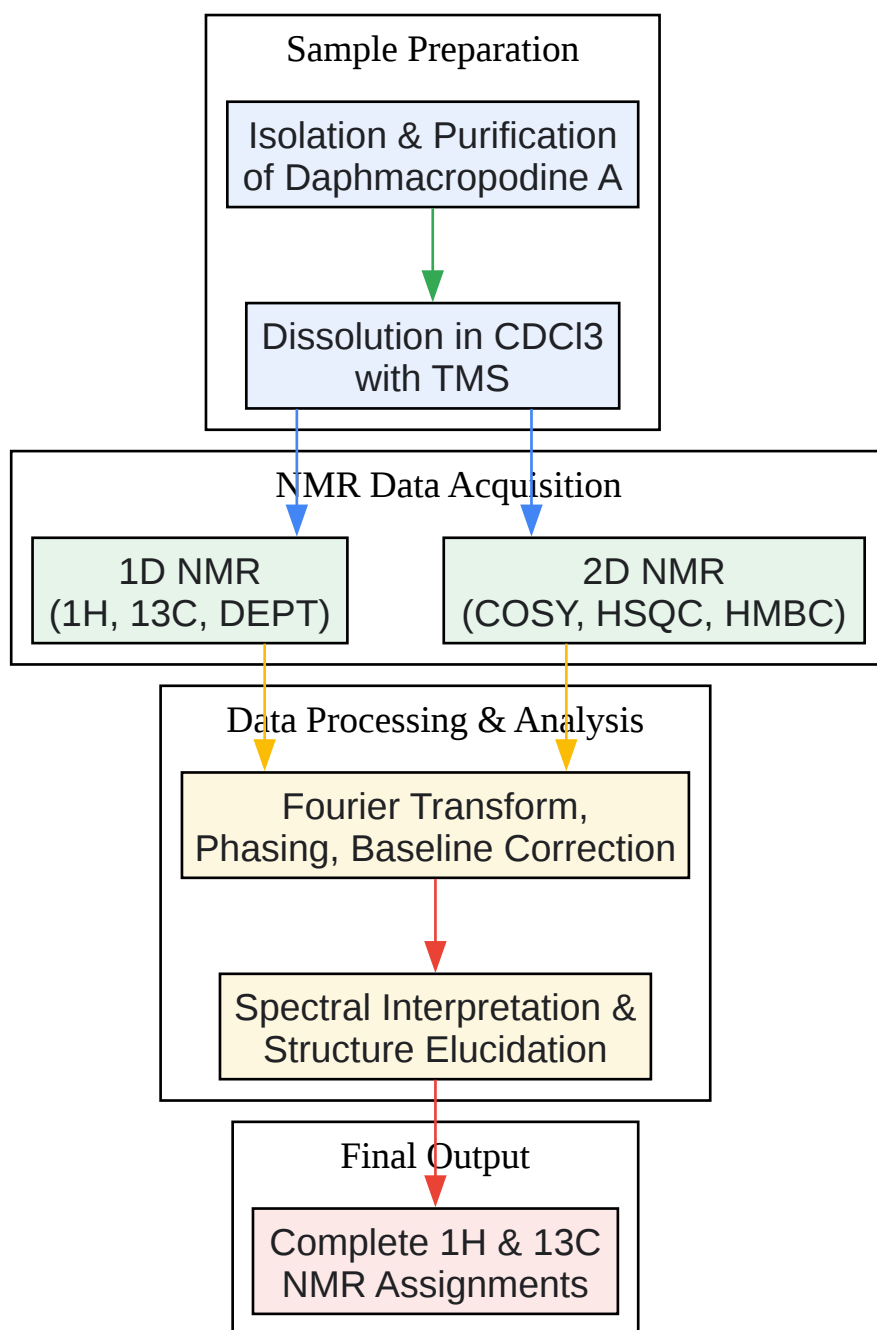 Sample Preparation
Isolation & Purification
of Daphmacropodine A
Dissolution in CDCl3
with TMS
NMR Data Acquisition
1D NMR
(1H, 13C, DEPT)
2D NMR
(COSY, HSQC, HMBC)
Data Processing & Analysis
Fourier Transform,
Phasing, Baseline Correction
Spectral Interpretation &
Structure Elucidation
Final Output
Complete 1H & 13C
NMR Assignments